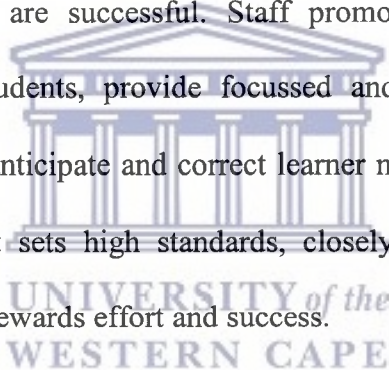 are successful. Staff promo
udents, provide focussed and
nticipate and correct learner n
t sets high standards, closely
UNIVERSITY of the
ewards effort and success.
WESTERN CAPE